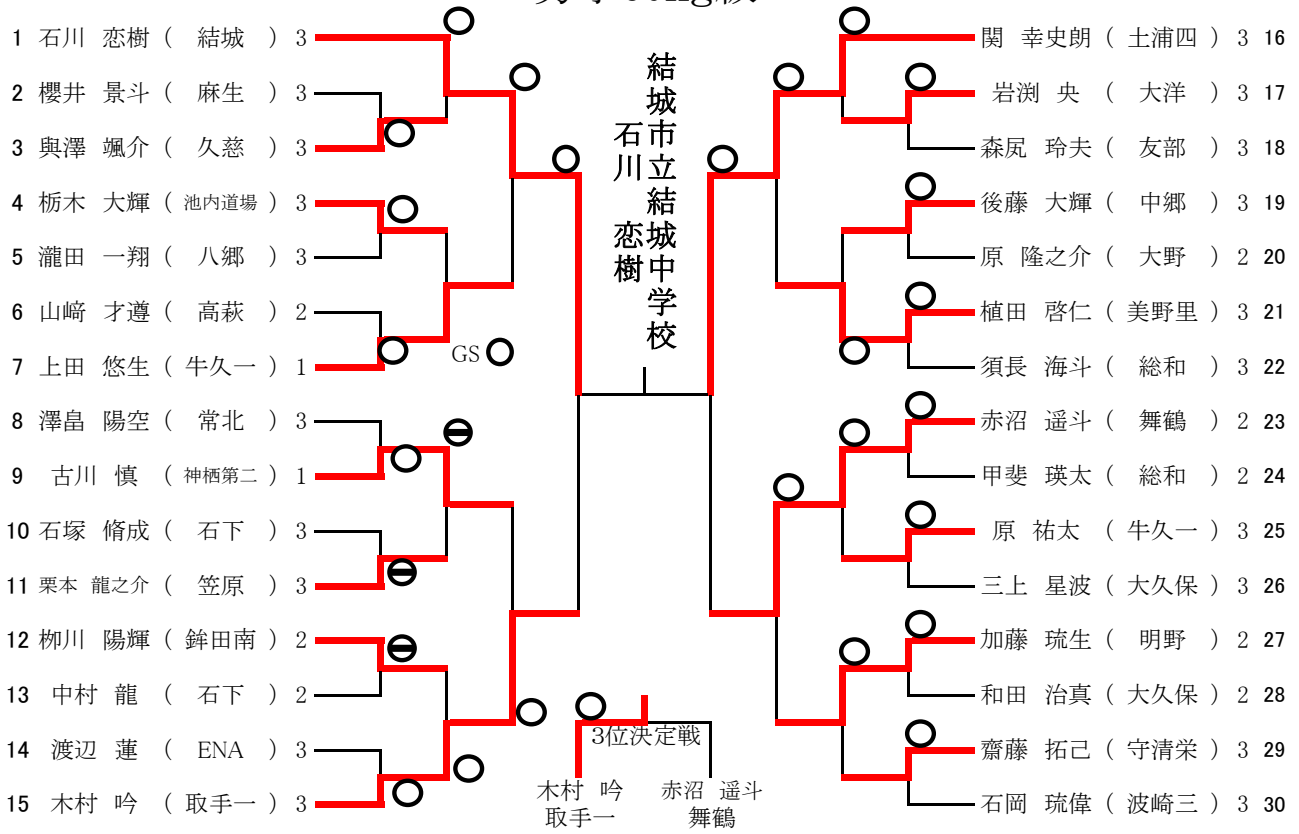 1 石川 恋樹 ( 結城 ) 3
2 櫻井 景斗 ( 麻生 ) 3
3 與澤 颯介 ( 久慈 ) 3
4 栃木 大輝 ( 池内道場 ) 3
5 瀧田 一翔 ( 八郷 ) 3
6 山﨑 才遵 ( 高萩 ) 2
7 上田 悠生 ( 牛久一 ) 1
8 澤畠 陽空 ( 常北 ) 3
9 古川 慎 ( 神栖第二 ) 1
10 石塚 脩成 ( 石下 ) 3
11 栗本 龍之介 ( 笠原 ) 3
12 栁川 陽輝 ( 鉾田南 ) 2
13 中村 龍 ( 石下 ) 2
14 渡辺 蓮 ( ENA ) 3
15 木村 吟 ( 取手一 ) 3
GS
結城市立結城中学校
石川 恋樹
3位決定戦
木村 吟
取手一
赤沼 遥斗
舞鶴
関 幸史朗 ( 土浦四 ) 3 16
岩渕 央 ( 大洋 ) 3 17
森尻 玲夫 ( 友部 ) 3 18
後藤 大輝 ( 中郷 ) 3 19
原 隆之介 ( 大野 ) 2 20
植田 啓仁 ( 美野里 ) 3 21
須長 海斗 ( 総和 ) 3 22
赤沼 遥斗 ( 舞鶴 ) 2 23
甲斐 瑛太 ( 総和 ) 2 24
原 祐太 ( 牛久一 ) 3 25
三上 星波 ( 大久保 ) 3 26
加藤 琉生 ( 明野 ) 2 27
和田 治真 ( 大久保 ) 2 28
齋藤 拓己 ( 守清栄 ) 3 29
石岡 琉偉 ( 波崎三 ) 3 30